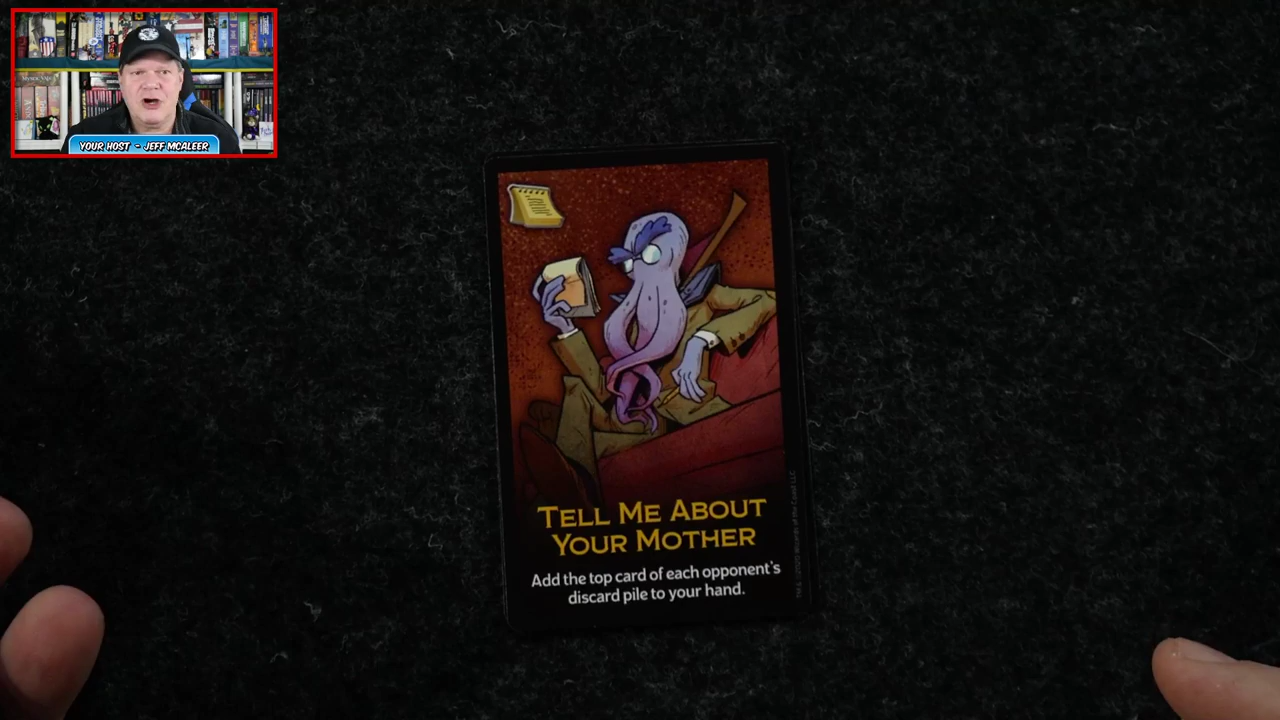 YOUR HOST - JEFF MCALEER
TELL ME ABOUT
YOUR MOTHER
Add the top card of each opponent's
discard pile to your hand.